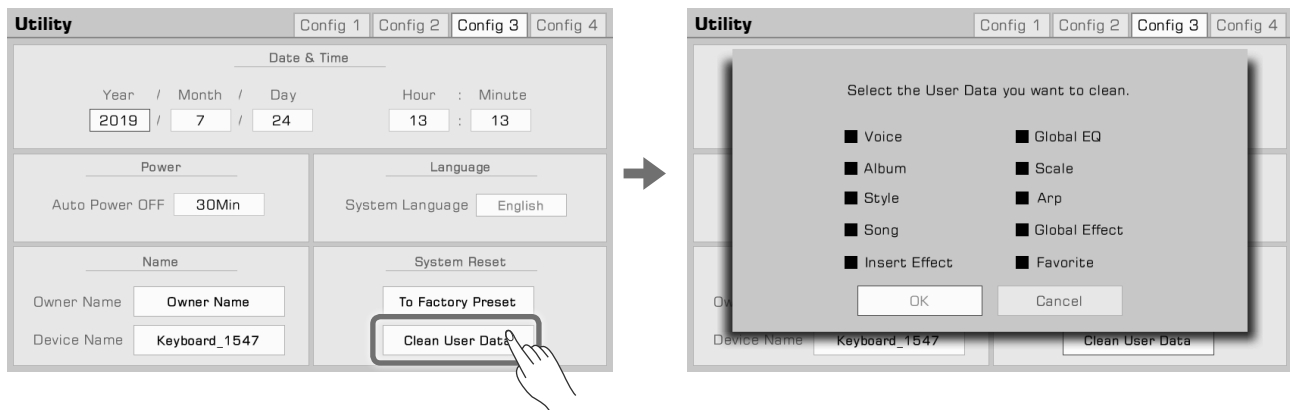 Utility
Config 1 Config 2 Config 3 Config 4
Date & Time
Year / Month / Day Hour : Minute
2019 / 7 / 24 13 : 13
Power
Auto Power OFF 30Min
Language
System Language English
Name
Owner Name Owner Name
Device Name Keyboard_1547
System Reset
To Factory Preset
Clean User Data
Utility
Config 1 Config 2 Config 3 Config 4
Select the User Data you want to clean.
Voice Global EQ
Album Scale
Style Arp
Song Global Effect
Insert Effect Favorite
OK Cancel
Ow
Device Name Keyboard_1547 Clean User Data